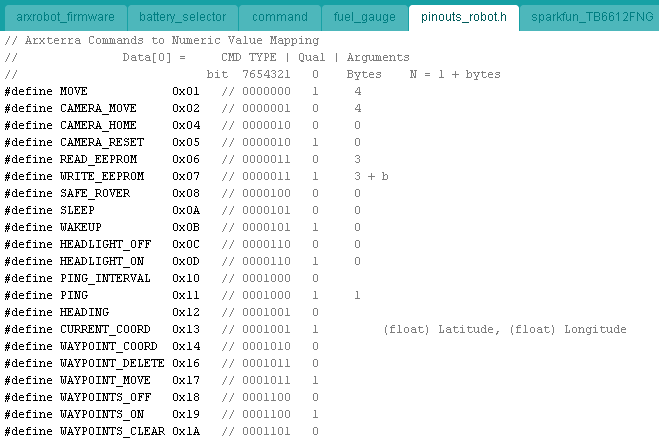 arxrobot_firmware battery_selector command fuel_gauge pinouts_robot.h sparkfun_TB6612FNG
// Arxterra Commands to Numeric Value Mapping
// Data[0] = CMD TYPE | Qual | Arguments
// bit 7654321 0 Bytes N = 1 + bytes
#define MOVE 0x01 // 0000000 1 4
#define CAMERA_MOVE 0x02 // 0000001 0 4
#define CAMERA_HOME 0x04 // 0000010 0 0
#define CAMERA_RESET 0x05 // 0000010 1 0
#define READ_EEPROM 0x06 // 0000011 0 3
#define WRITE_EEPROM 0x07 // 0000011 1 3 + b
#define SAFE_ROVER 0x08 // 0000100 0 0
#define SLEEP 0x0A // 0000101 0 0
#define WAKEUP 0x0B // 0000101 1 0
#define HEADLIGHT_OFF 0x0C // 0000110 0 0
#define HEADLIGHT_ON 0x0D // 0000110 1 0
#define PING_INTERVAL 0x10 // 0001000 0
#define PING 0x11 // 0001000 1 1
#define HEADING 0x12 // 0001001 0
#define CURRENT_COORD 0x13 // 0001001 1 (float) Latitude, (float) Longitude
#define WAYPOINT_COORD 0x14 // 0001010 0
#define WAYPOINT_DELETE 0x16 // 0001011 0
#define WAYPOINT_MOVE 0x17 // 0001011 1
#define WAYPOINTS_OFF 0x18 // 0001100 0
#define WAYPOINTS_ON 0x19 // 0001100 1
#define WAYPOINTS_CLEAR 0x1A // 0001101 0